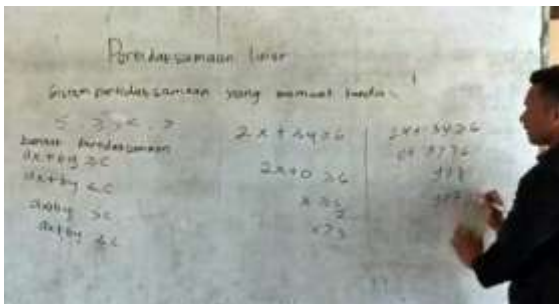 Pertidaksamaan linier
Sistem pertidaksamaan yang memuat tanda
≤ ≥, < >
bentuk pertidaksamaan
ax+by ≥ c
ax+by ≤ c
ax+by > c
ax+by < c
2x + 3y ≥ 6
2x+0 ≥ 6
x ≥ 6
2
x ≥ 3
2x + 3y ≥ 6